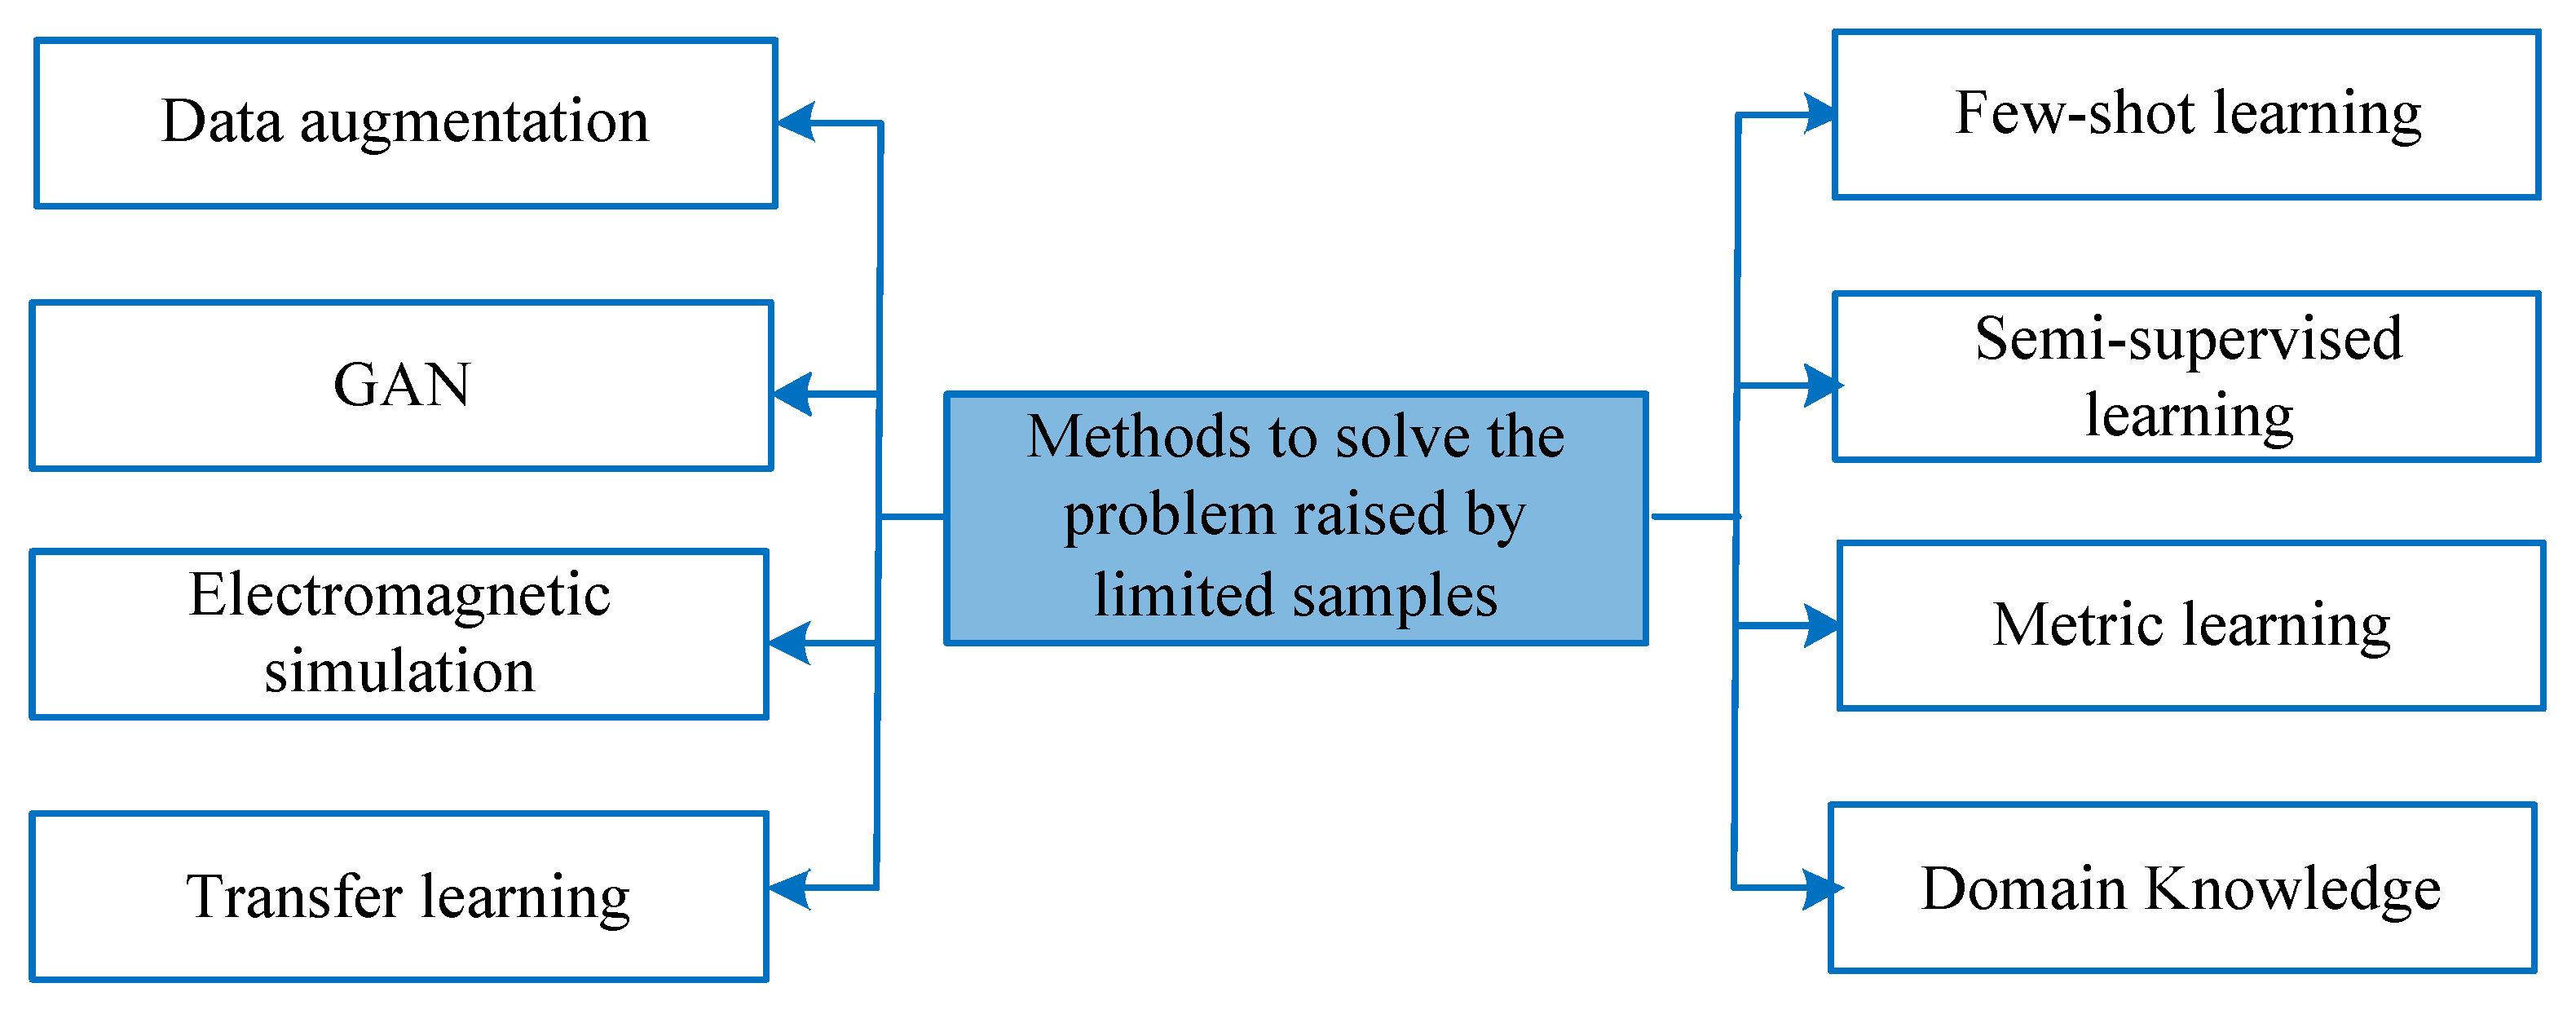 Data augmentation
GAN
Electromagnetic
simulation
Transfer learning
Methods to solve the
problem raised by
limited samples
Few-shot learning
Semi-supervised
learning
Metric learning
Domain Knowledge